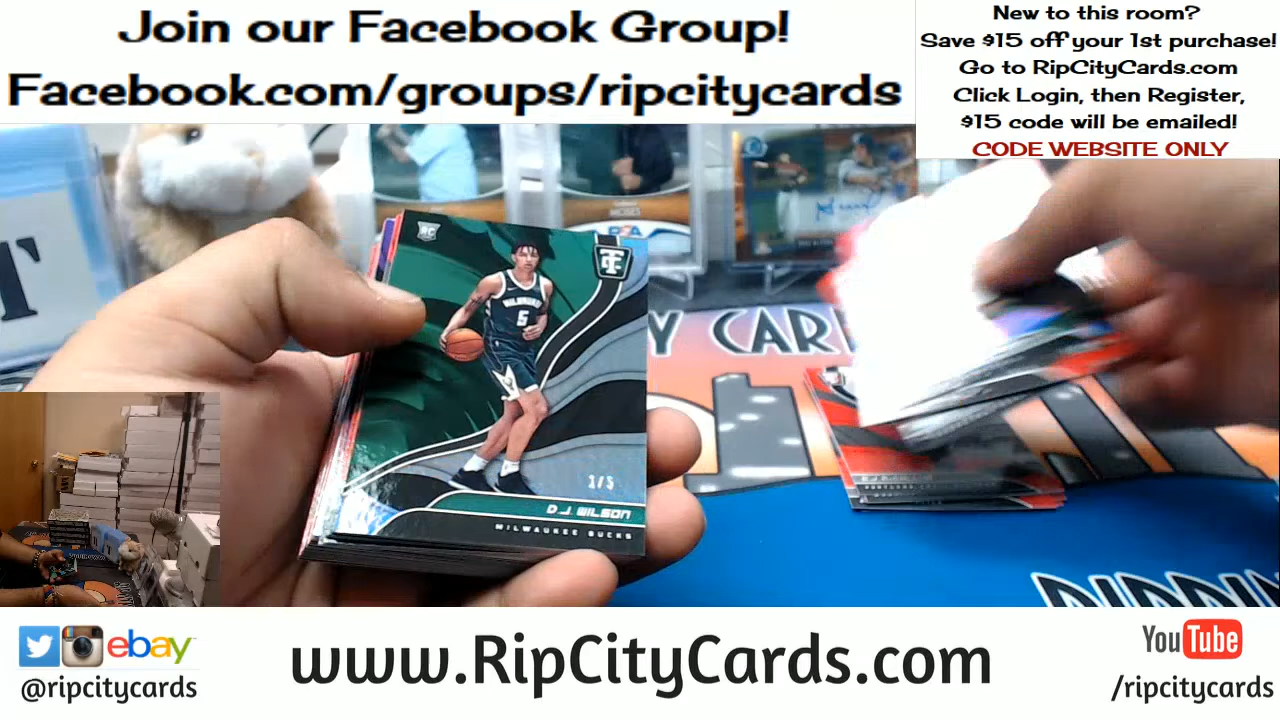 Join our Facebook Group!
Facebook.com/groups/ripcitycards
New to this room?
Save $15 off your 1st purchase!
Go to RipCityCards.com
Click Login, then Register,
$15 code will be emailed!
CODE WEBSITE ONLY
T
RC
MILWAUKEE
5
1/5
D J WILSON
MILWAUKEE BUCKS
Y CAR
ebay
@ripcitycards
www.RipCityCards.com
YouTube
/ripcitycards